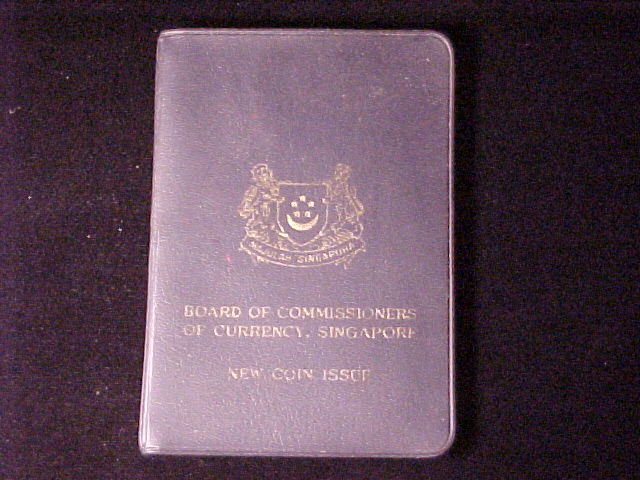 MAJULAH SINGAPURA
BOARD OF COMMISSIONERS
OF CURRENCY, SINGAPORE
NEW COIN ISSUE